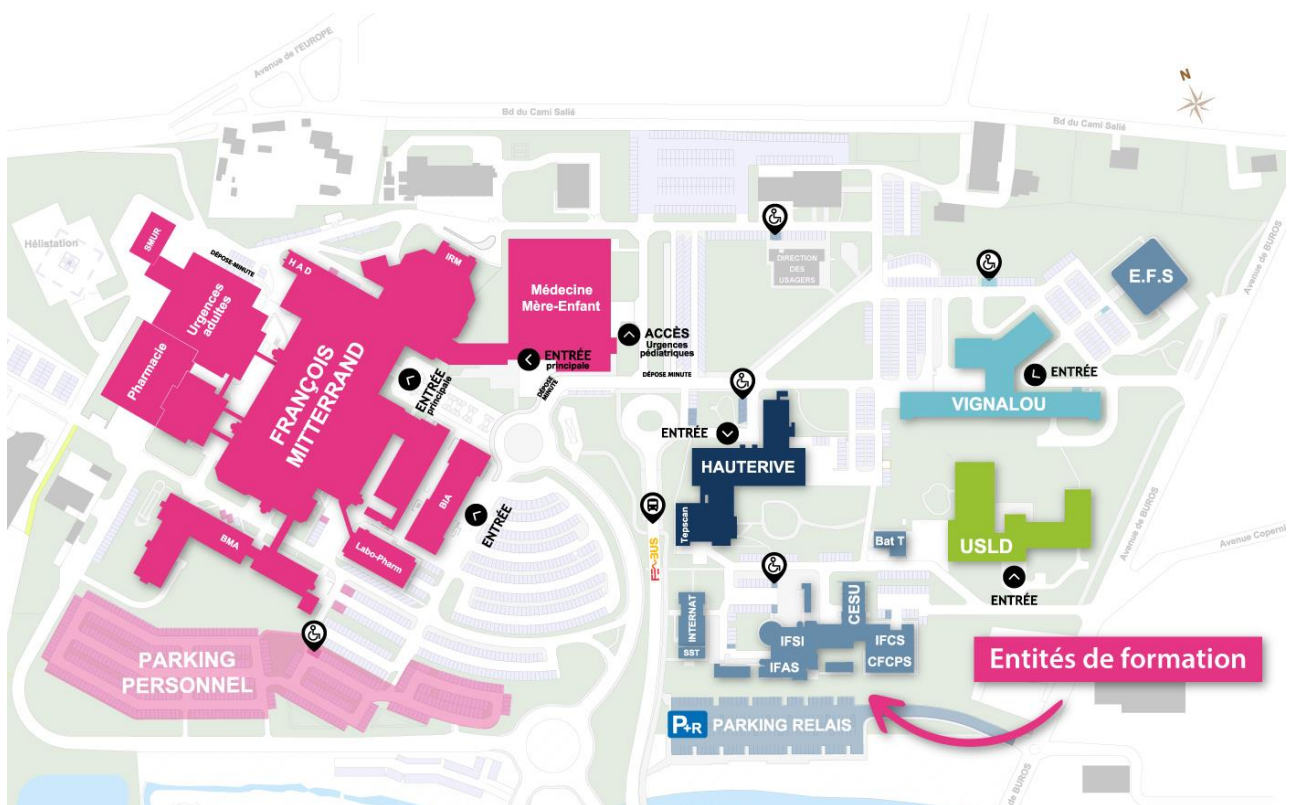 Avenue de l'EUROPE
N
Bd du Cami Salié
Bd du Cami Salié
Hélistation
SMUR
DÉPOSE-MINUTE
HAD
IRM
Médecine
Mère-Enfant
DIRECTION
DES
USAGERS
E.F.S
Avenue de BUROS
Urgences
adultes
Pharmacie
FRANÇOIS
MITTERRAND
ENTRÉE
principale
ENTRÉE
principale
DÉPOSE
MINUTE
ACCÈS
Urgences
pédiatriques
DÉPOSE MINUTE
ENTRÉE
VIGNALOU
ENTRÉE
HAUTERIVE
Tepscan
BIA
ENTRÉE
BMA
Labo-Pharm
BUS
Bat T
USLD
ENTRÉE
Avenue de BUROS
Avenue Coperni
INTERNAT
SST
CESU
IFSI
IFAS
IFCS
CFCPS
Entités de formation
PARKING
PERSONNEL
P+R PARKING RELAIS
de BUROS